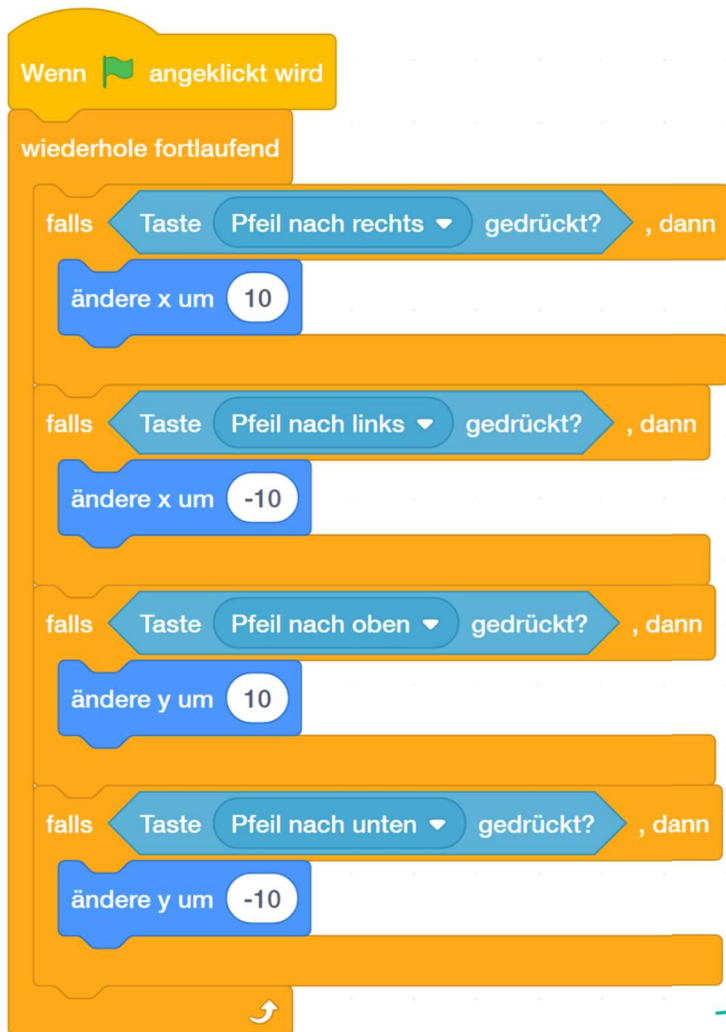 Wenn angeklickt wird
wiederhole fortlaufend
falls Taste Pfeil nach rechts gedrückt? , dann
ändere x um 10
falls Taste Pfeil nach links gedrückt? , dann
ändere x um -10
falls Taste Pfeil nach oben gedrückt? , dann
ändere y um 10
falls Taste Pfeil nach unten gedrückt? , dann
ändere y um -10